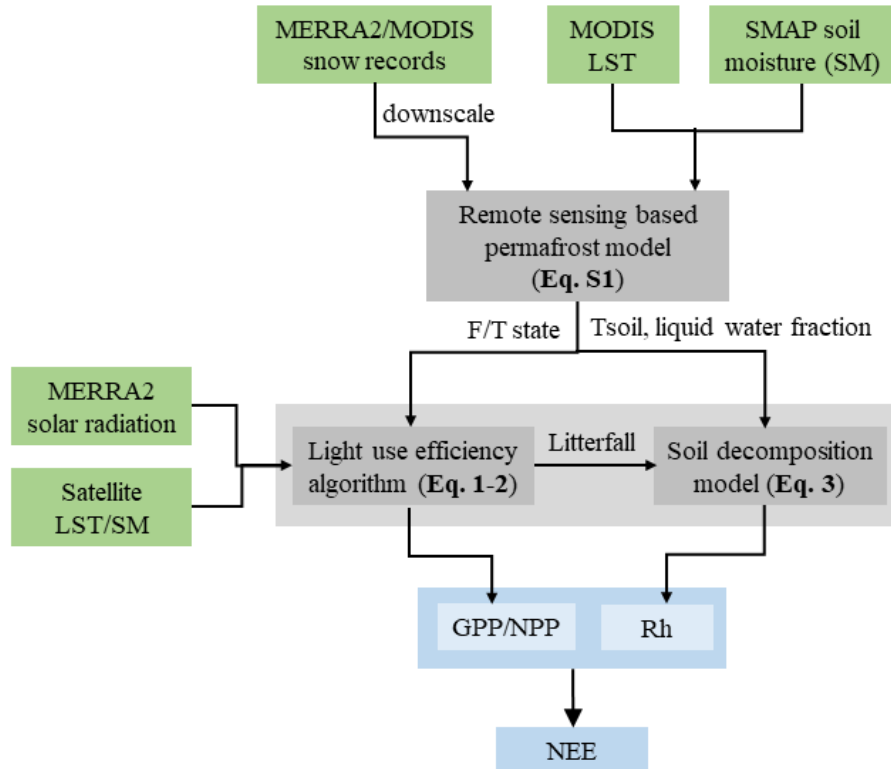 MERRA2/MODIS
snow records
MODIS
LST
SMAP soil
moisture (SM)
downscale
Remote sensing based
permafrost model
(Eq. S1)
F/T state
Tsoil, liquid water fraction
MERRA2
solar radiation
Satellite
LST/SM
Light use efficiency
algorithm (Eq. 1-2)
Litterfall
Soil decomposition
model (Eq. 3)
GPP/NPP
Rh
NEE